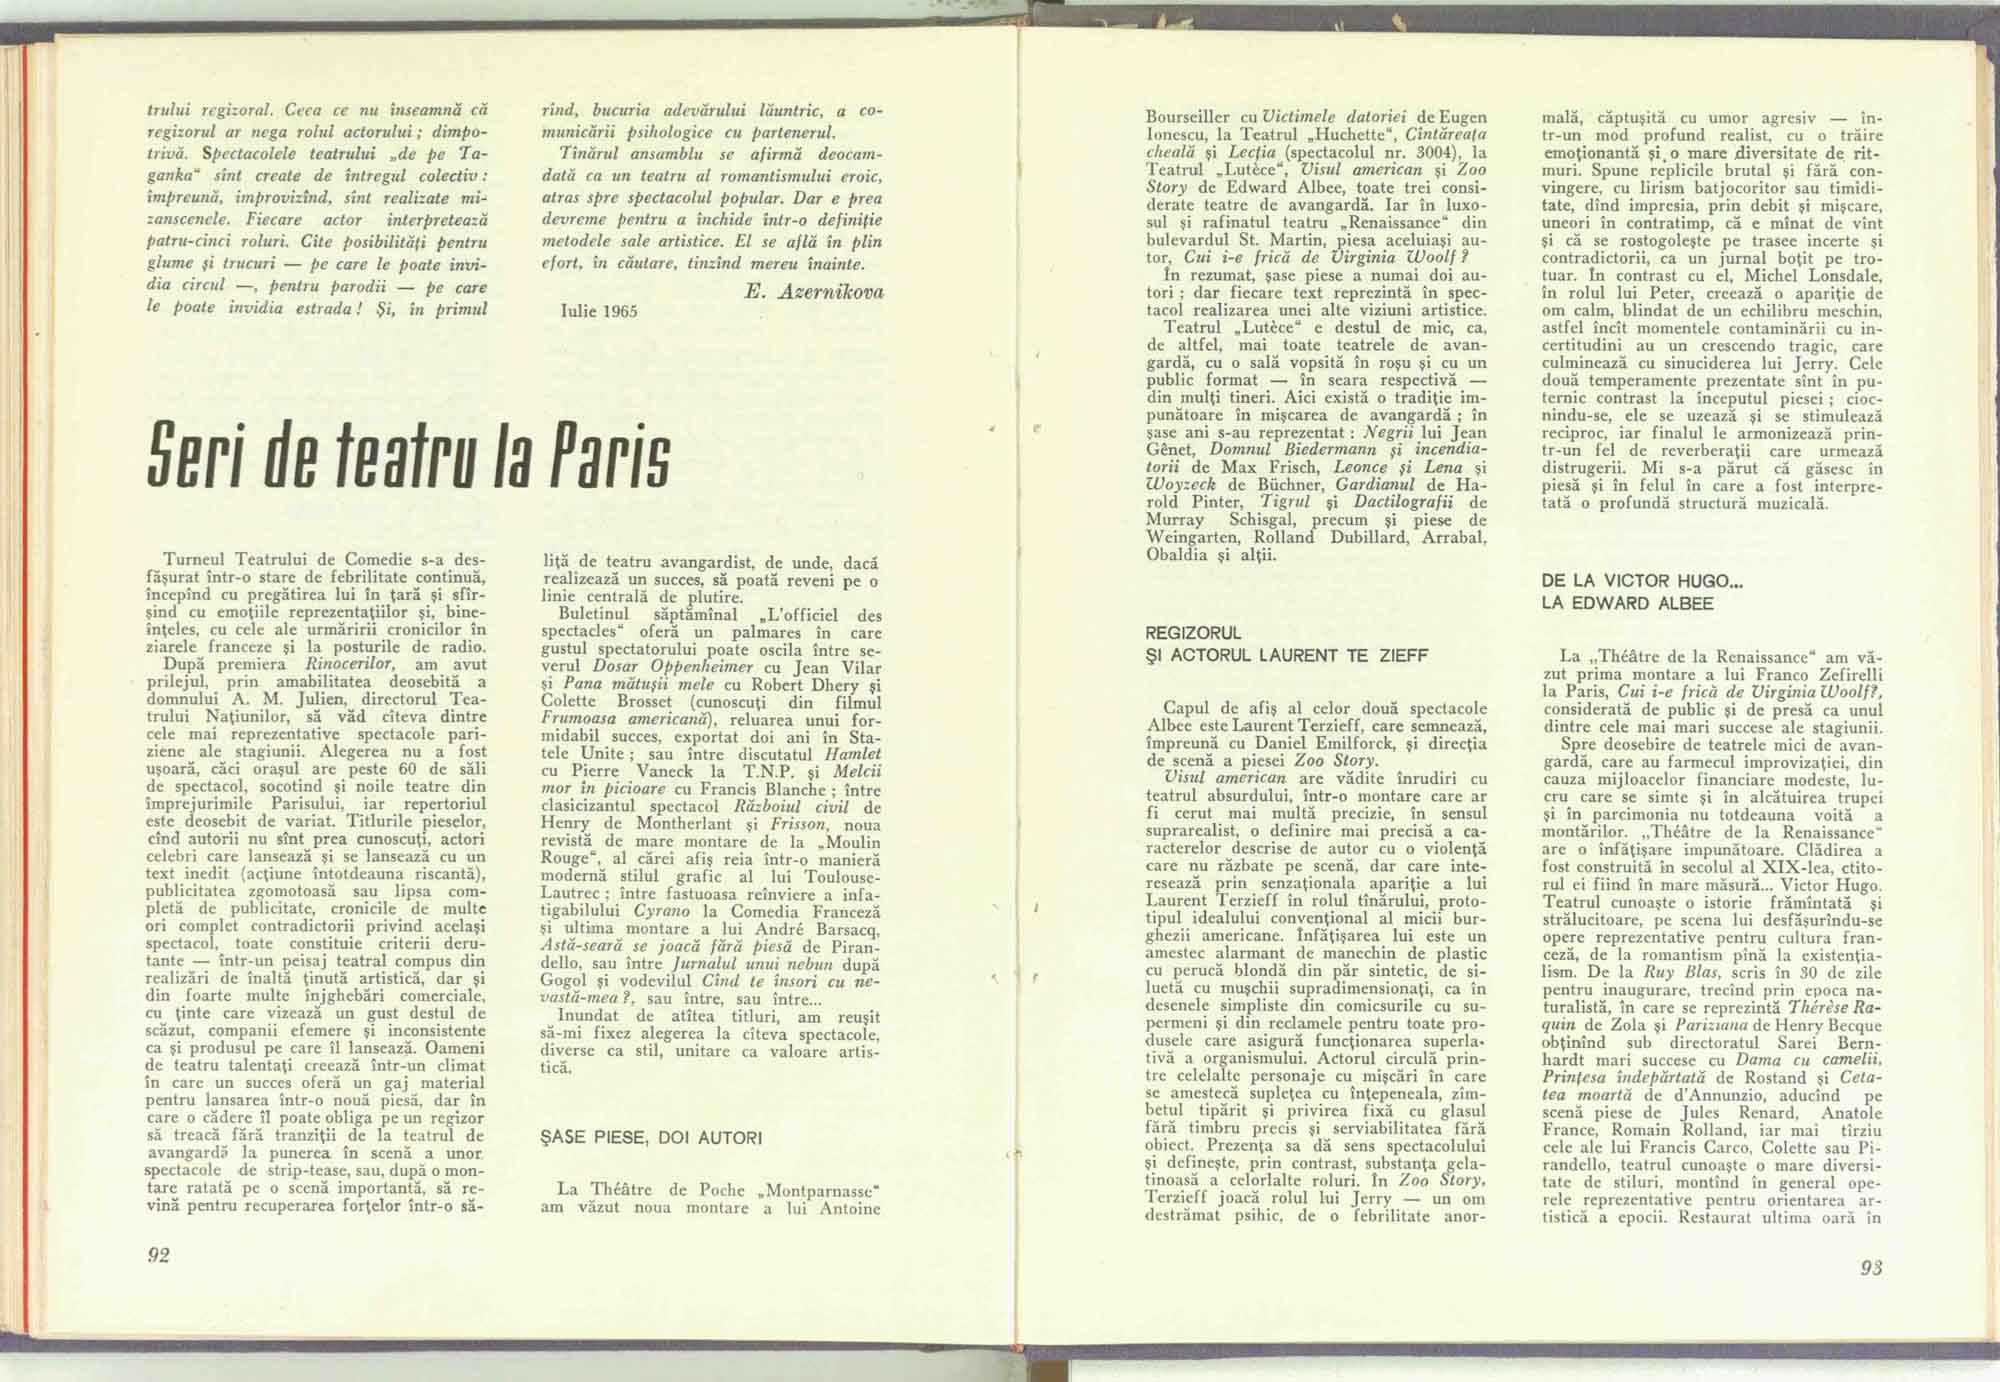 trului regizoral. Ceea ce nu înseamnă că
regizorul ar nega rolul actorului ; dimpo-
trivă. Spectacolele teatrului „de pe Ta-
ganka“ sînt create de întregul colectiv :
împreună, improvizînd, sînt realizate mi-
zanscenele. Fiecare actor interpretează
patru-cinci roluri. Cîte posibilități pentru
glume și trucuri — pe care le poate invi-
dia circul —, pentru parodii — pe care
le poate invidia estrada ! Și, în primul
rînd, bucuria adevărului lăuntric, a co-
municării psihologice cu partenerul.
Tînărul ansamblu se afirmă deocam-
dată ca un teatru al romantismului eroic,
atras spre spectacolul popular. Dar e prea
devreme pentru a închide într-o definiție
metodele sale artistice. El se află în plin
efort, în căutare, tinzînd mereu înainte.
E. Azernikova
Iulie 1965
Seri de teatru la Paris
Turneul Teatrului de Comedie s-a des-
fășurat într-o stare de febrilitate continuă,
începînd cu pregătirea lui în țară și sfîr-
șind cu emoțiile reprezentațiilor și, bine-
înțeles, cu cele ale urmăririi cronicilor în
ziarele franceze și la posturile de radio.
După premiera Rinocerilor, am avut
prilejul, prin amabilitatea deosebită a
domnului A. M. Julien, directorul Tea-
trului Națiunilor, să văd cîteva dintre
cele mai reprezentative spectacole pari-
ziene ale stagiunii. Alegerea nu a fost
ușoară, căci orașul are peste 60 de săli
de spectacol, socotind și noile teatre din
împrejurimile Parisului, iar repertoriul
este deosebit de variat. Titlurile pieselor,
cînd autorii nu sînt prea cunoscuți, actori
celebri care lansează și se lansează cu un
text inedit (acțiune întotdeauna riscantă),
publicitatea zgomotoasă sau lipsa com-
pletă de publicitate, cronicile de multe
ori complet contradictorii privind același
spectacol, toate constituie criterii deru-
tante — într-un peisaj teatral compus din
realizări de înaltă ținută artistică, dar și
din foarte multe înjghebări comerciale,
cu ținte care vizează un gust destul de
scăzut, companii efemere și inconsistente
ca și produsul pe care îl lansează. Oameni
de teatru talentați creează într-un climat
în care un succes oferă un gaj material
pentru lansarea într-o nouă piesă, dar în
care o cădere îl poate obliga pe un regizor
să treacă fără tranziții de la teatrul de
avangardă la punerea în scenă a unor
spectacole de strip-tease, sau, după o mon-
tare ratată pe o scenă importantă, să re-
vină pentru recuperarea forțelor într-o să-
liță de teatru avangardist, de unde, dacă
realizează un succes, să poată reveni pe o
linie centrală de plutire.
Buletinul săptămînal „L'officiel des
spectacles“ oferă un palmares în care
gustul spectatorului poate oscila între se-
verul Dosar Oppenheimer cu Jean Vilar
și Pana mătușii mele cu Robert Dhery și
Colette Brosset (cunoscuți din filmul
Frumoasa americană), reluarea unui for-
midabil succes, exportat doi ani în Sta-
tele Unite ; sau între discutatul Hamlet
cu Pierre Vaneck la T.N.P. și Melcii
mor în picioare cu Francis Blanche ; între
clasicizantul spectacol Războiul civil de
Henry de Montherlant și Frisson, noua
revistă de mare montare de la „Moulin
Rouge“, al cărei afiș reia într-o manieră
modernă stilul grafic al lui Toulouse-
Lautrec ; între fastuoasa reînviere a infa-
tigabilului Cyrano la Comedia Franceză
și ultima montare a lui André Barsacq,
Astă-seară se joacă fără piesă de Piran-
dello, sau între Jurnalul unui nebun după
Gogol și vodevilul Cînd te însori cu ne-
vastă-mea ?, sau între, sau între...
Inundat de atîtea titluri, am reușit
să-mi fixez alegerea la cîteva spectacole,
diverse ca stil, unitare ca valoare artis-
tică.
ȘASE PIESE, DOI AUTORI
La Théâtre de Poche „Montparnasse“
am văzut noua montare a lui Antoine
92
Bourseiller cu Victimele datoriei de Eugen
Ionescu, la Teatrul „Huchette“, Cîntăreața
cheală și Lecția (spectacolul nr. 3004), la
Teatrul „Lutèce“, Visul american și Zoo
Story de Edward Albee, toate trei consi-
derate teatre de avangardă. Iar în luxo-
sul și rafinatul teatru „Renaissance“ din
bulevardul St. Martin, piesa aceluiași au-
tor, Cui i-e frică de Virginia Woolf ?
În rezumat, șase piese a numai doi au-
tori ; dar fiecare text reprezintă în spec-
tacol realizarea unei alte viziuni artistice.
Teatrul „Lutèce“ e destul de mic, ca,
de altfel, mai toate teatrele de avan-
gardă, cu o sală vopsită în roșu și cu un
public format — în seara respectivă —
din mulți tineri. Aici există o tradiție im-
punătoare în mișcarea de avangardă ; în
șase ani s-au reprezentat : Negrii lui Jean
Gênet, Domnul Biedermann și incendia-
torii de Max Frisch, Leonce și Lena și
Woyzeck de Büchner, Gardianul de Ha-
rold Pinter, Tigrul și Dactilografii de
Murray Schisgal, precum și piese de
Weingarten, Rolland Dubillard, Arrabal,
Obaldia și alții.
REGIZORUL
ȘI ACTORUL LAURENT TE ZIEFF
Capul de afiș al celor două spectacole
Albee este Laurent Terzieff, care semnează,
împreună cu Daniel Emilforck, și direcția
de scenă a piesei Zoo Story.
Visul american are vădite înrudiri cu
teatrul absurdului, într-o montare care ar
fi cerut mai multă precizie, în sensul
suprarealist, o definire mai precisă a ca-
racterelor descrise de autor cu o violență
care nu răzbate pe scenă, dar care inte-
resează prin senzaționala apariție a lui
Laurent Terzieff în rolul tînărului, proto-
tipul idealului convențional al micii bur-
ghezii americane. Înfățișarea lui este un
amestec alarmant de manechin de plastic
cu perucă blondă din păr sintetic, de si-
luetă cu mușchii supradimensionați, ca în
desenele simpliste din comicsurile cu su-
permeni și din reclamele pentru toate pro-
dusele care asigură funcționarea superla-
tivă a organismului. Actorul circulă prin-
tre celelalte personaje cu mișcări în care
se amestecă suplețea cu înțepeneala, zîm-
betul tipărit și privirea fixă cu glasul
fără timbru precis și serviabilitatea fără
obiect. Prezența sa dă sens spectacolului
și definește, prin contrast, substanța gela-
tinoasă a celorlalte roluri. În Zoo Story,
Terzieff joacă rolul lui Jerry — un om
destrămat psihic, de o febrilitate anor-
mală, căptușită cu umor agresiv — în-
tr-un mod profund realist, cu o trăire
emoționantă și o mare diversitate de rit-
muri. Spune replicile brutal și fără con-
vingere, cu lirism batjocoritor sau timidi-
tate, dînd impresia, prin debit și mișcare,
uneori în contratimp, că e mînat de vînt
și că se rostogolește pe trasee incerte și
contradictorii, ca un jurnal boțit pe tro-
tuar. În contrast cu el, Michel Lonsdale,
în rolul lui Peter, creează o apariție de
om calm, blindat de un echilibru meschin,
astfel încît momentele contaminării cu in-
certitudini au un crescendo tragic, care
culminează cu sinuciderea lui Jerry. Cele
două temperamente prezentate sînt în pu-
ternic contrast la începutul piesei ; cioc-
nindu-se, ele se uzează și se stimulează
reciproc, iar finalul le armonizează prin-
tr-un fel de reverberații care urmează
distrugerii. Mi s-a părut că găsesc în
piesă și în felul în care a fost interpre-
tată o profundă structură muzicală.
DE LA VICTOR HUGO...
LA EDWARD ALBEE
La „Théâtre de la Renaissance“ am vă-
zut prima montare a lui Franco Zefirelli
la Paris, Cui i-e frică de Virginia Woolf?,
considerată de public și de presă ca unul
dintre cele mai mari succese ale stagiunii.
Spre deosebire de teatrele mici de avan-
gardă, care au farmecul improvizației, din
cauza mijloacelor financiare modeste, lu-
cru care se simte și în alcătuirea trupei
și în parcimonia nu totdeauna voită a
montărilor. „Théâtre de la Renaissance“
are o înfățișare impunătoare. Clădirea a
fost construită în secolul al XIX-lea, ctito-
rul ei fiind în mare măsură... Victor Hugo.
Teatrul cunoaște o istorie frămîntată și
strălucitoare, pe scena lui desfășurîndu-se
opere reprezentative pentru cultura fran-
ceză, de la romantism pînă la existenția-
lism. De la Ruy Blas, scris în 30 de zile
pentru inaugurare, trecînd prin epoca na-
turalistă, în care se reprezintă Thérèse Ra-
quin de Zola și Pariziana de Henry Becque
obținînd sub directoratul Sarei Bern-
hardt mari succese cu Dama cu camelii,
Prințesa îndepărtată de Rostand și Ceta-
tea moartă de d'Annunzio, aducînd pe
scenă piese de Jules Renard, Anatole
France, Romain Rolland, iar mai tîrziu
cele ale lui Francis Carco, Colette sau Pi-
randello, teatrul cunoaște o mare diversi-
tate de stiluri, montînd în general ope-
rele reprezentative pentru orientarea ar-
tistică a epocii. Restaurat ultima oară în
93